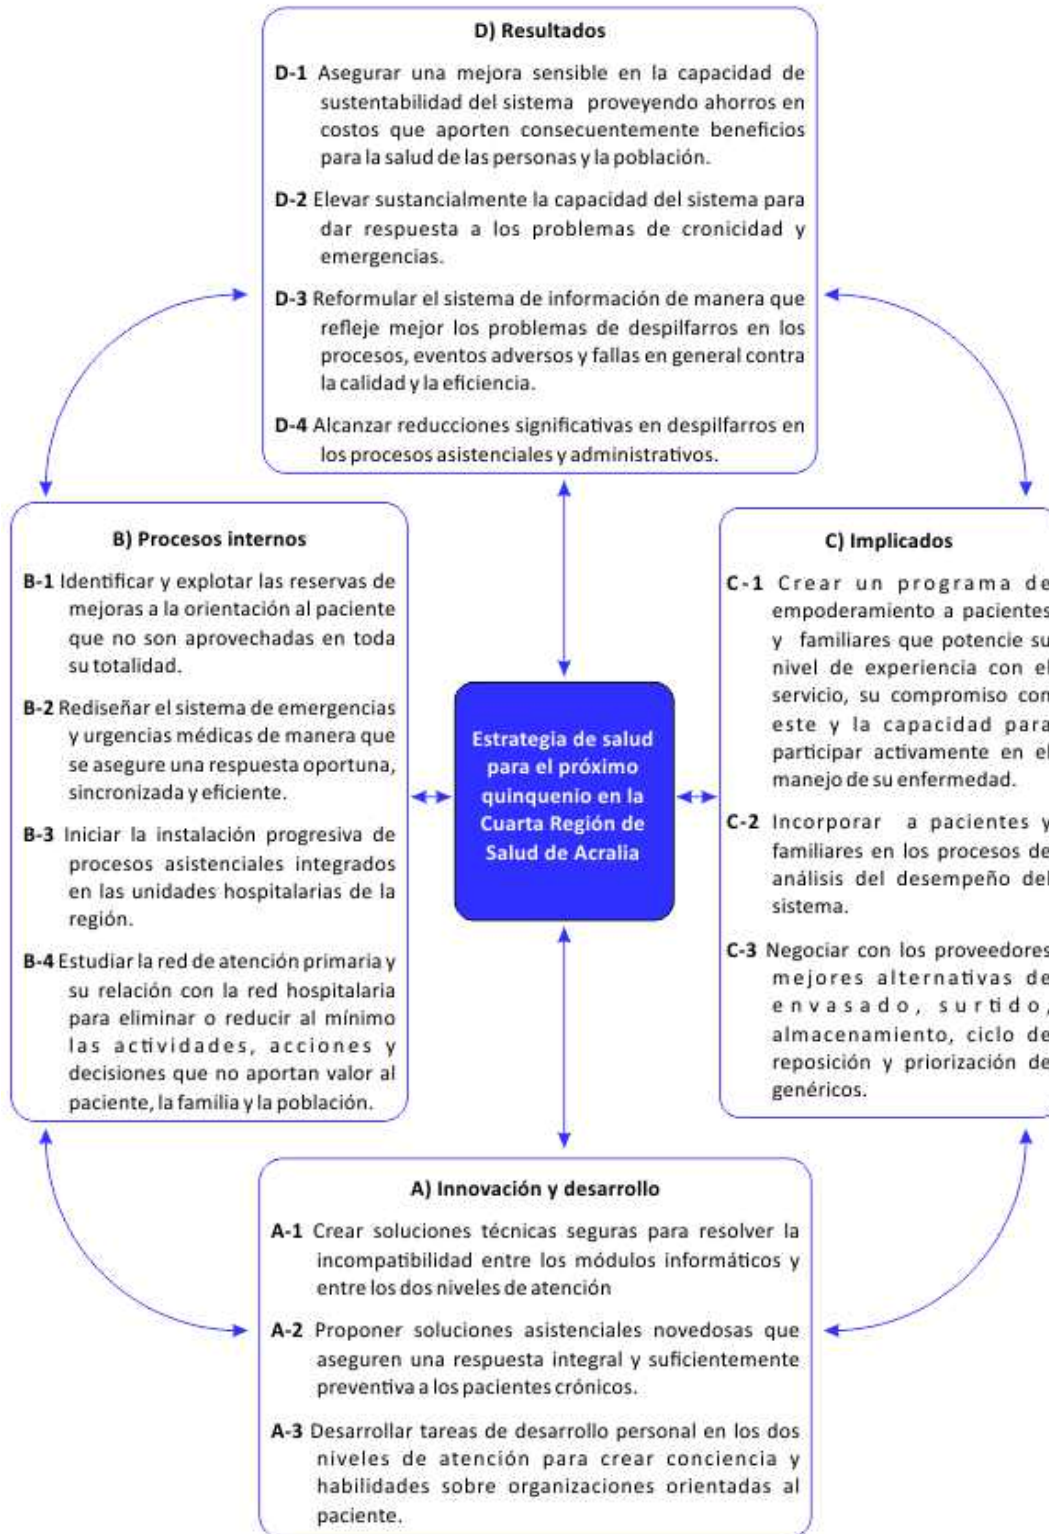 D) Resultados
D-1 Asegurar una mejora sensible en la capacidad de
sustentabilidad del sistema proveyendo ahorros en
costos que aporten consecuentemente beneficios
para la salud de las personas y la población.
D-2 Elevar sustancialmente la capacidad del sistema para
dar respuesta a los problemas de cronicidad y
emergencias.
D-3 Reformular el sistema de información de manera que
refleje mejor los problemas de despilfarros en los
procesos, eventos adversos y fallas en general contra
la calidad y la eficiencia.
D-4 Alcanzar reducciones significativas en despilfarros en
los procesos asistenciales y administrativos.
B) Procesos internos
B-1 Identificar y explotar las reservas de
mejoras a la orientación al paciente
que no son aprovechadas en toda
su totalidad.
B-2 Rediseñar el sistema de emergencias
y urgencias médicas de manera que
se asegure una respuesta oportuna,
sincronizada y eficiente.
B-3 Iniciar la instalación progresiva de
procesos asistenciales integrados
en las unidades hospitalarias de la
región.
B-4 Estudiar la red de atención primaria y
su relación con la red hospitalaria
para eliminar o reducir al mínimo
las actividades, acciones y
decisiones que no aportan valor al
paciente, la familia y la población.
Estrategia de salud
para el próximo
quinquenio en la
Cuarta Región de
Salud de Acralia
C) Implicados
C-1 Crear un programa de
empoderamiento a pacientes
y familiares que potencie su
nivel de experiencia con el
servicio, su compromiso con
este y la capacidad para
participar activamente en el
manejo de su enfermedad.
C-2 Incorporar a pacientes y
familiares en los procesos de
análisis del desempeño del
sistema.
C-3 Negociar con los proveedores
mejores alternativas de
envasado, surtido,
almacenamiento, ciclo de
reposición y priorización de
genéricos.
A) Innovación y desarrollo
A-1 Crear soluciones técnicas seguras para resolver la
incompatibilidad entre los módulos informáticos y
entre los dos niveles de atención
A-2 Proponer soluciones asistenciales novedosas que
aseguren una respuesta integral y suficientemente
preventiva a los pacientes crónicos.
A-3 Desarrollar tareas de desarrollo personal en los dos
niveles de atención para crear conciencia y
habilidades sobre organizaciones orientadas al
paciente.